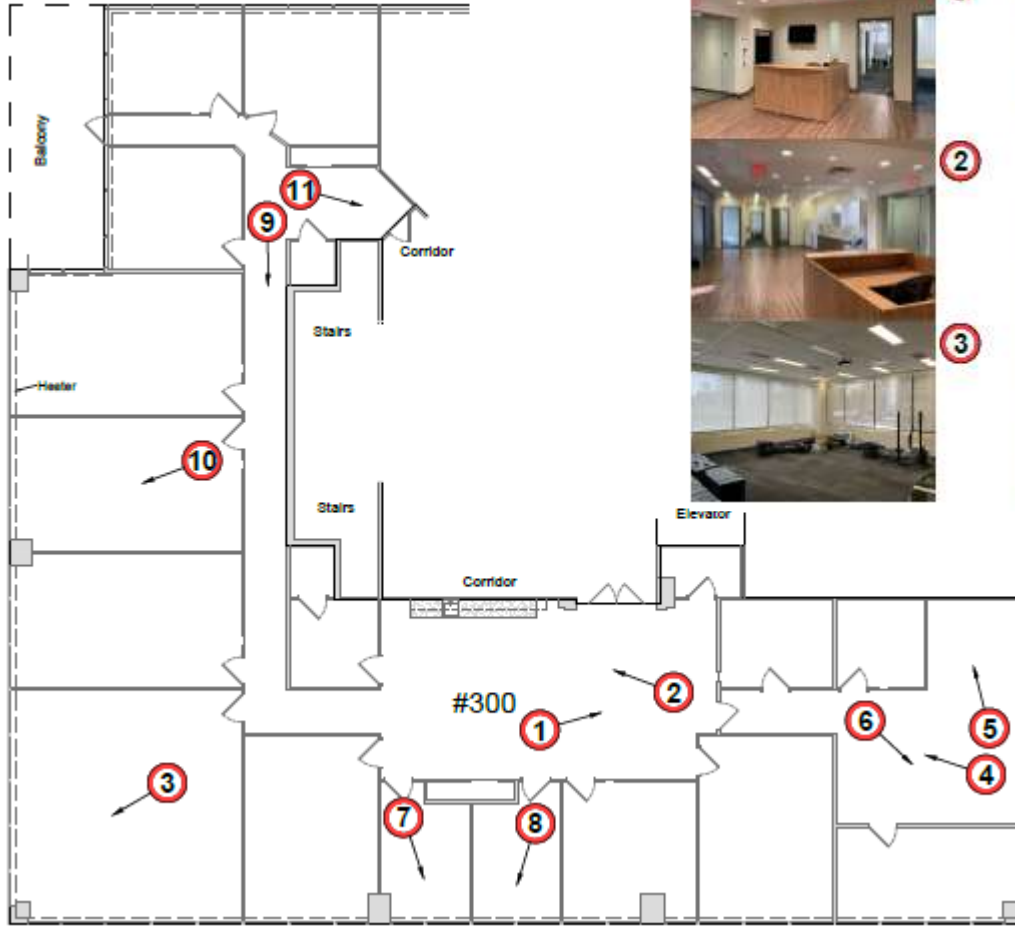 Balcony
2
11
9
Corridor
Stairs
3
Heater
10
Stairs
Elevator
Corridor
2
#300
1
6
5
4
3
7
8